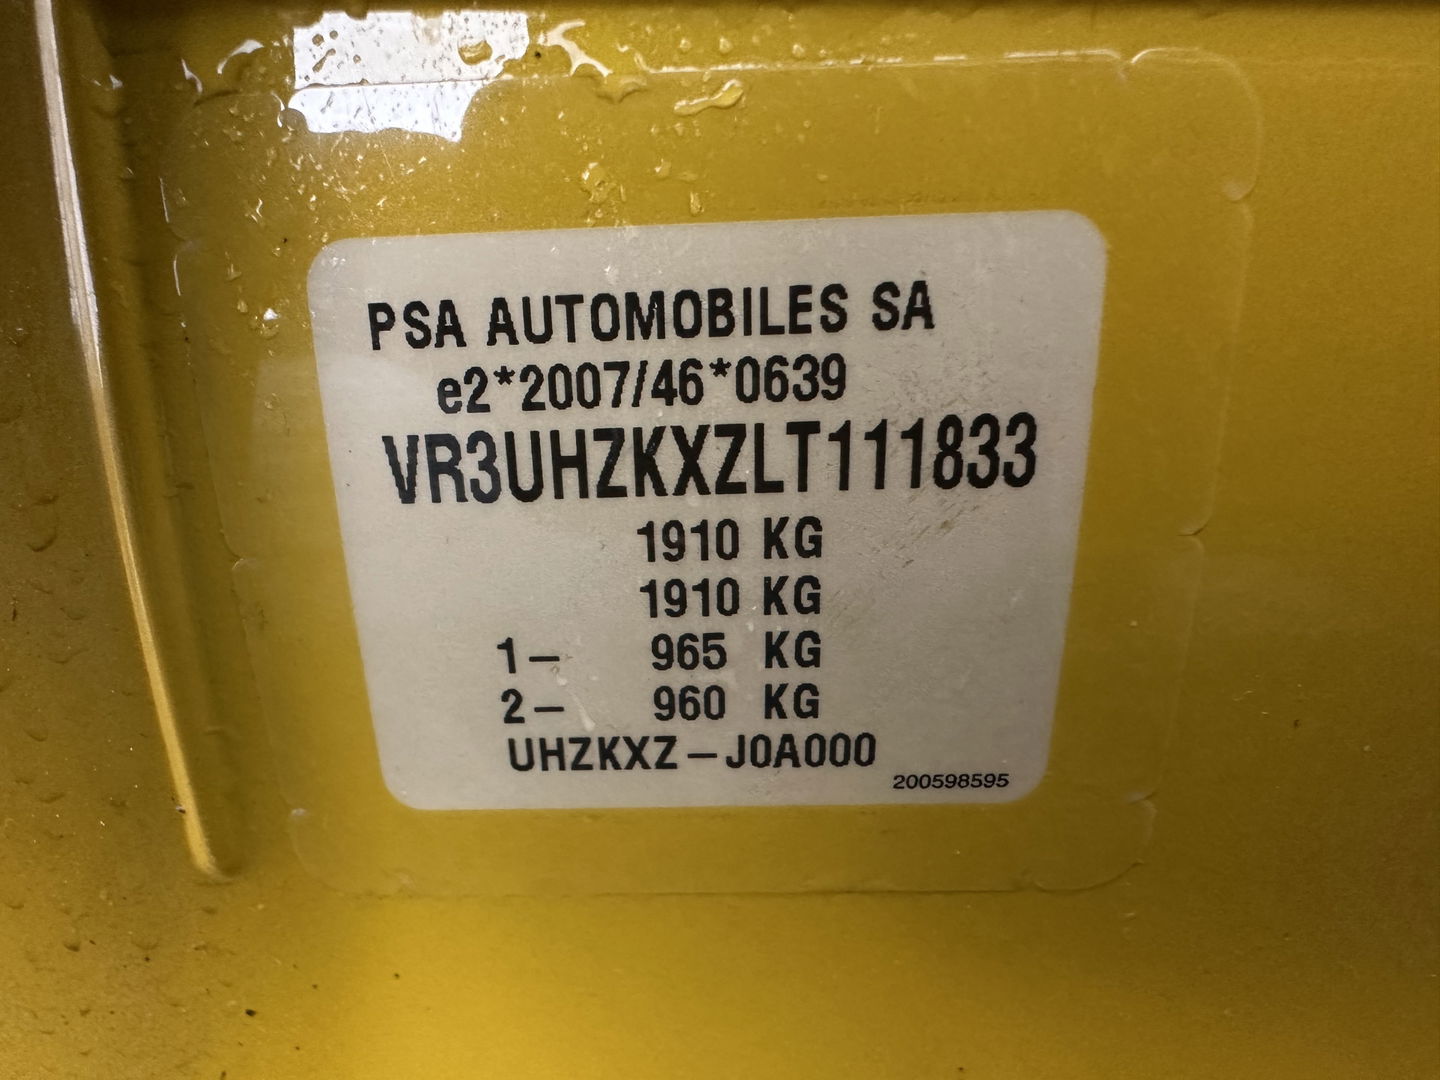 PSA AUTOMOBILES SA
e2*2007/46*0639
VR3UHZKXZLT111833
1910 KG
1910 KG
1– 965 KG
2– 960 KG
UHZKXZ–J0A000
200598595